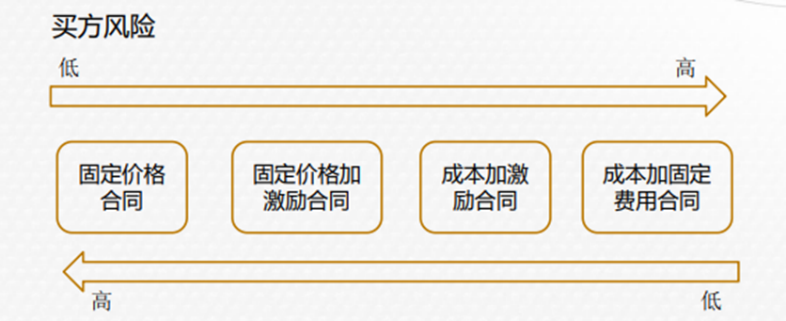 买方风险
低 高
固定价格
合同
固定价格加
激励合同
成本加激
励合同
成本加固定
费用合同
高 低